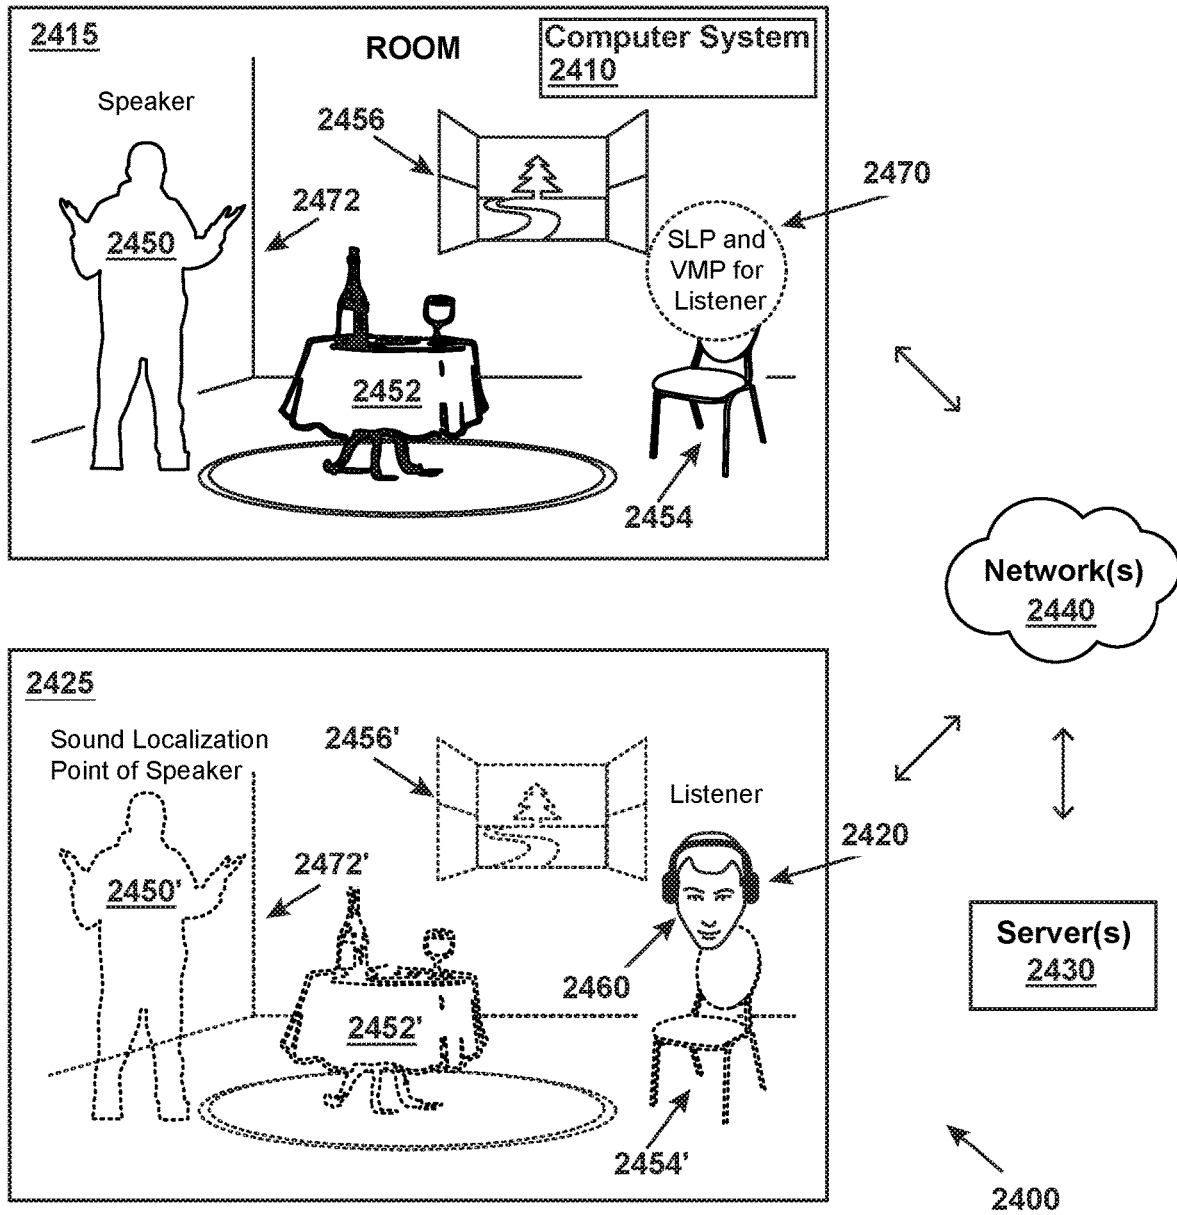 2415
ROOM
Computer System
2410
Speaker
2456
2470
2472
2450
SLP and
VMP for
Listener
2452
2454
Network(s)
2440
2425
Sound Localization
Point of Speaker
2456'
Listener
2420
2472'
2450'
2460
Server(s)
2430
2452'
2454'
2400